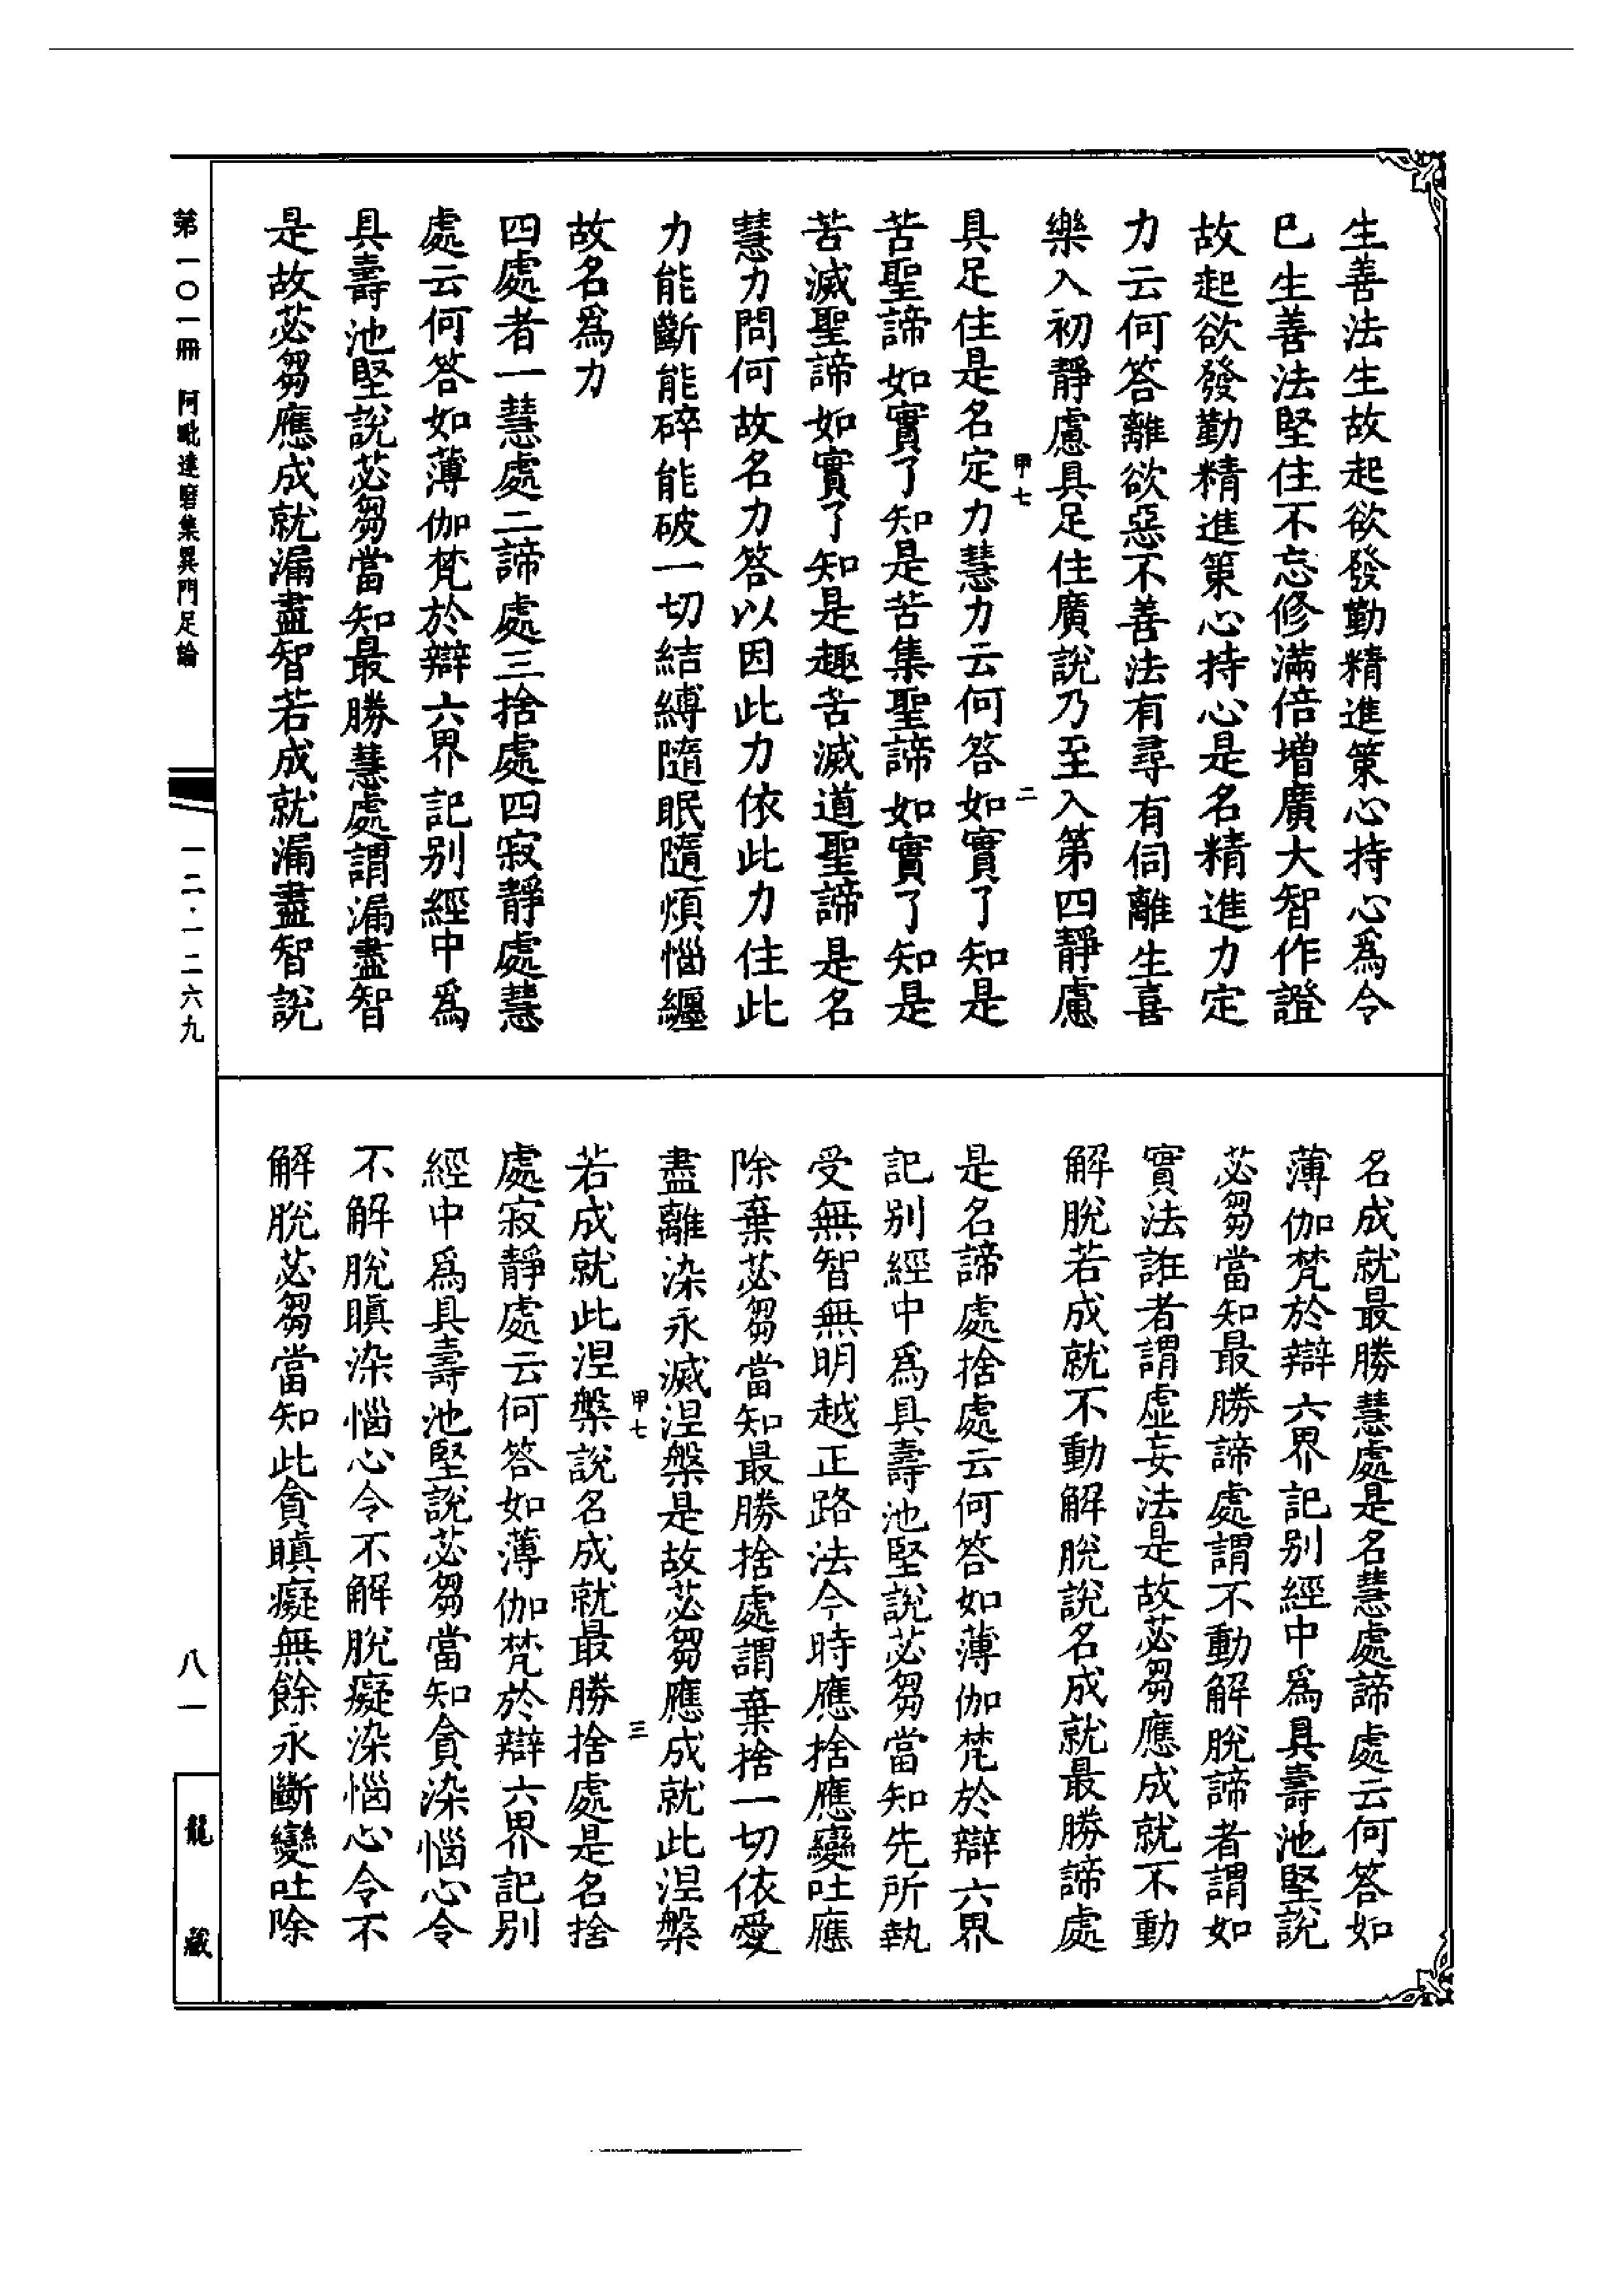 生善法生故起欲發勤精進策心持心爲令
已生善法堅住不忘修滿倍增廣大智作證
故起欲發勤精進策心持心是名精進力定
力云何答離欲惡不善法有尋有伺離生喜
樂入初靜慮具足住廣說乃至入第四靜慮
甲七 二
具足住是名定力慧力云何答如實了知是
苦聖諦如實了知是苦集聖諦如實了知是
苦滅聖諦如實了知是趣苦滅道聖諦是名
慧力問何故名力答以因此力依此力住此
力能斷能碎能破一切結縛隨眠隨煩惱纏
故名爲力
四處者一慧處二諦處三捨處四寂靜處慧
處云何答如薄伽梵於辯六界記別經中爲
具壽池堅說苾芻當知最勝慧處謂漏盡智
是故苾芻應成就漏盡智若成就漏盡智說
名成就最勝慧處是名慧處諦處云何答如
薄伽梵於辯六界記別經中爲具壽池堅說
苾芻當知最勝諦處謂不動解脫諦者謂如
實法誑者謂虛妄法是故苾芻應成就不動
解脫若成就不動解脫說名成就最勝諦處
是名諦處捨處云何答如薄伽梵於辯六界
記別經中爲具壽池堅說苾芻當知先所執
受無智無明越正路法今時應捨應變吐應
除棄苾芻當知最勝捨處謂棄捨一切依愛
盡離染永滅涅槃是故苾芻應成就此涅槃
甲七 三
若成就此涅槃說名成就最勝捨處是名捨
處寂靜處云何答如薄伽梵於辯六界記別
經中爲具壽池堅說苾芻當知貪染惱心令
不解脫瞋染惱心令不解脫癡染惱心令不
解脫苾芻當知此貪瞋癡無餘永斷變吐除
第一〇一冊 阿毗達磨集異門足論
一二·一二六九
八一
龍藏